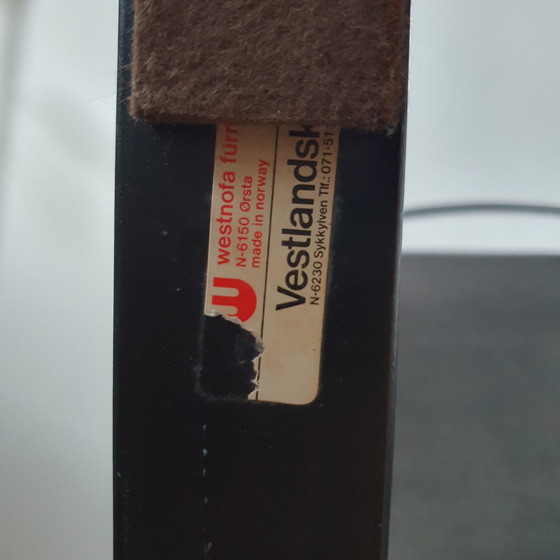 westnofa furn
N-6150 Ørsta
made in norway
Vestlandsk
N-6230 Sykkylven Tlf.: 071-51